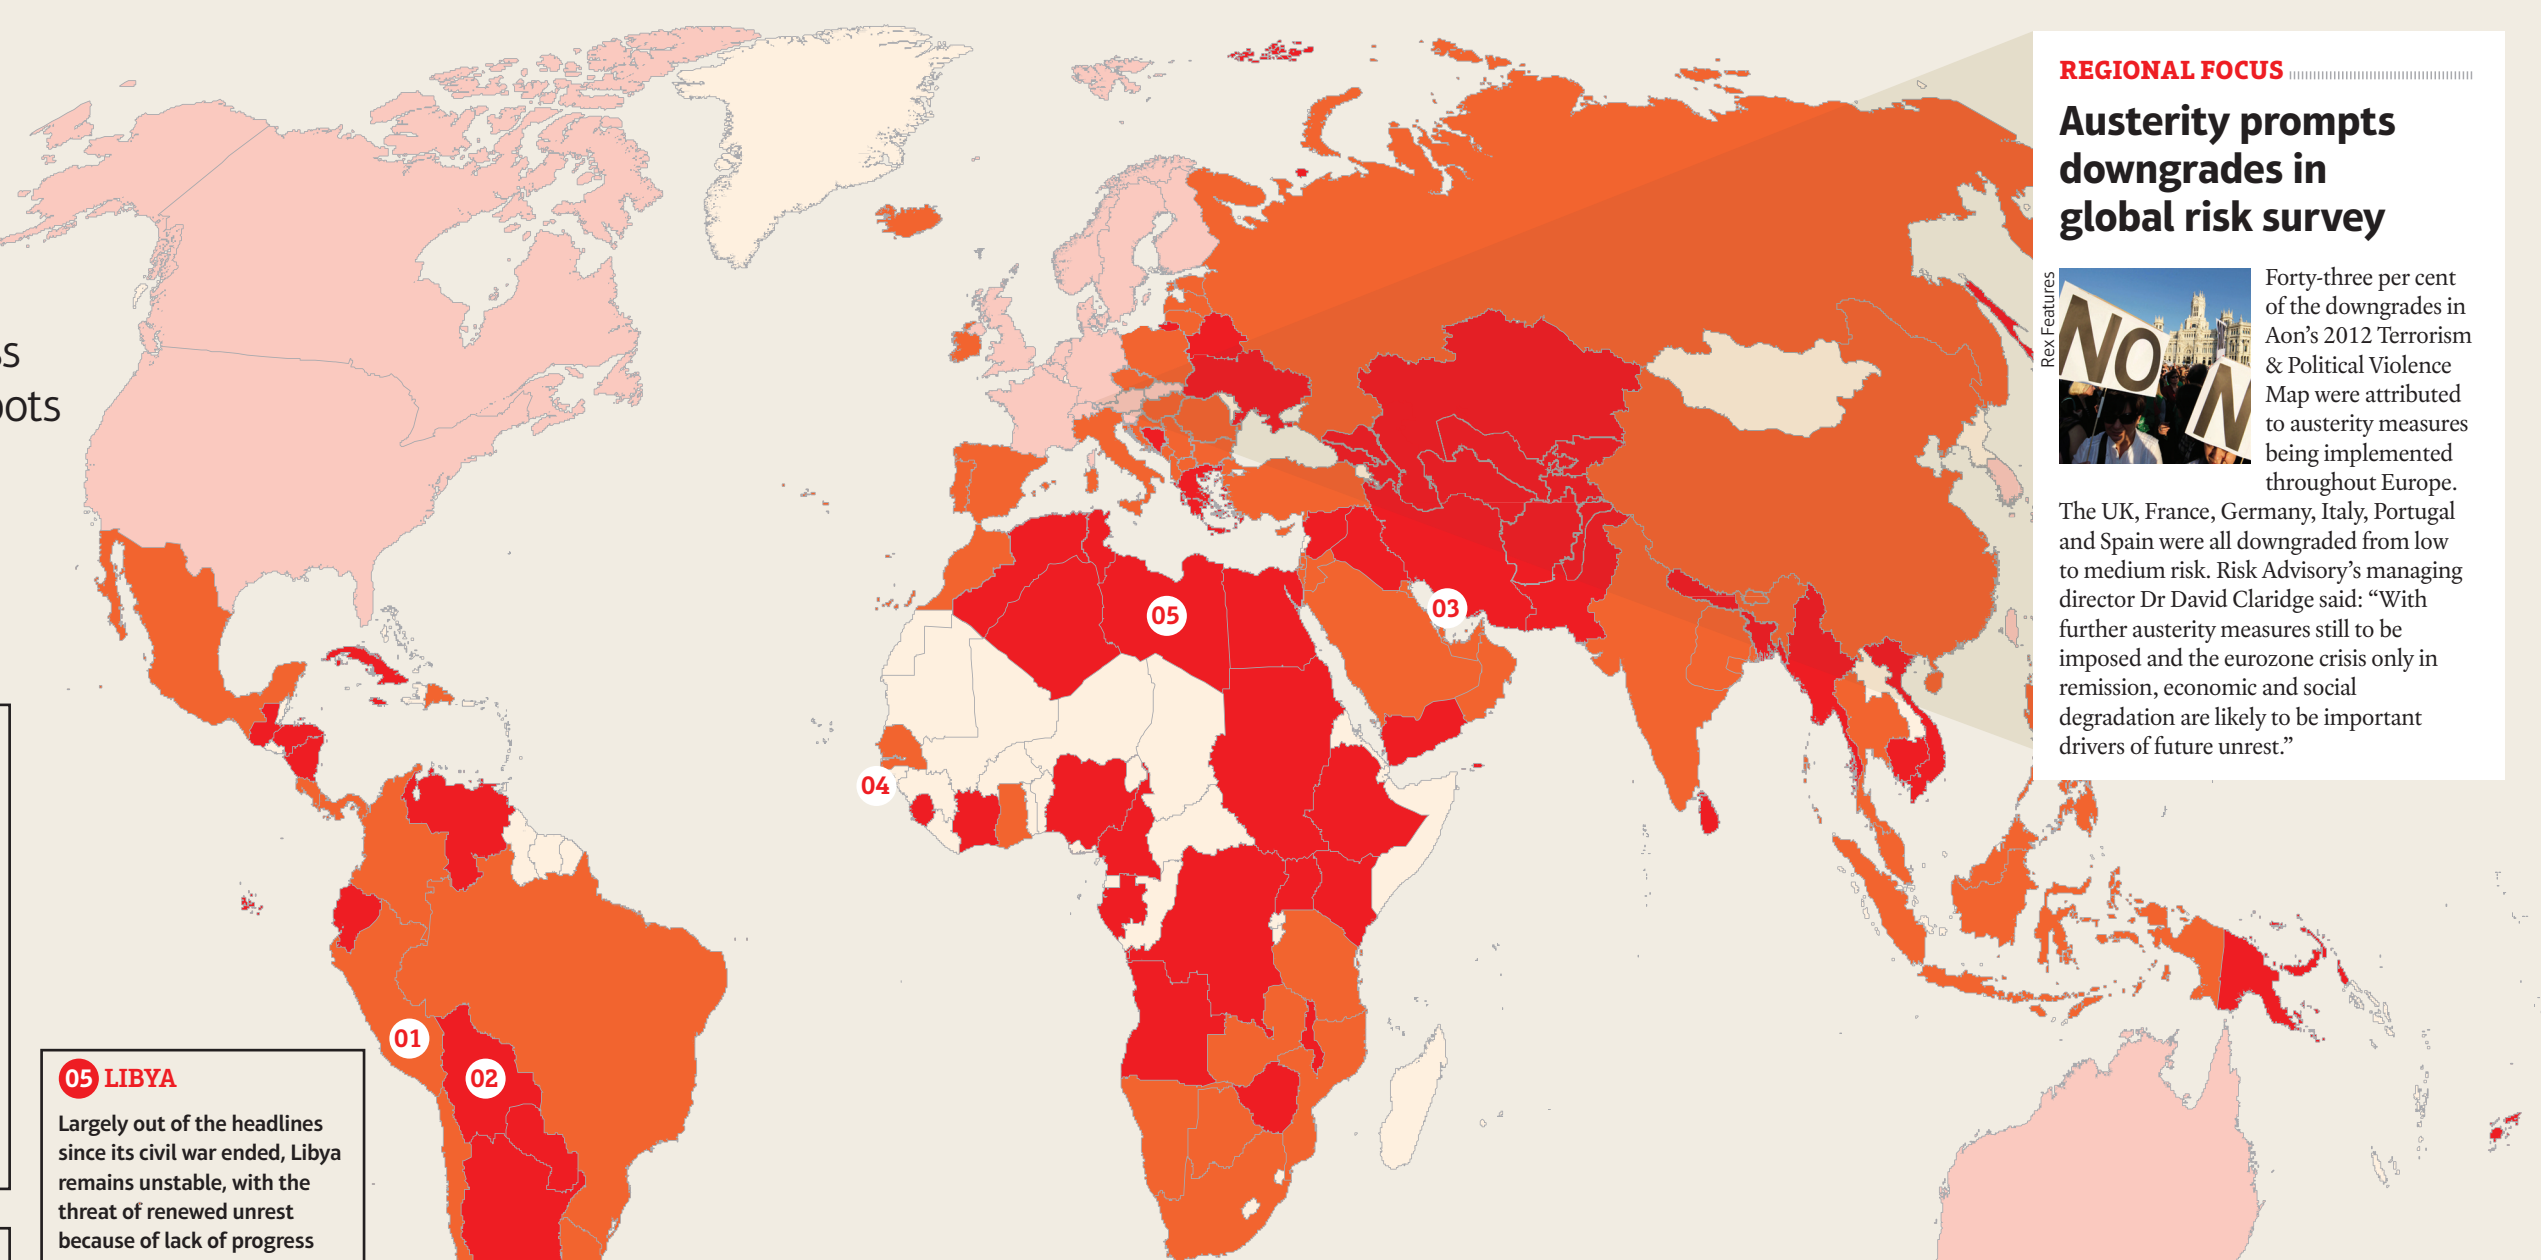 05
03
04
01
02
05 LIBYA
Largely out of the headlines
since its civil war ended, Libya
remains unstable, with the
threat of renewed unrest
because of lack of progress
REGIONAL FOCUS
Austerity prompts
downgrades in
global risk survey
Rex Features
NO
N
Forty-three per cent
of the downgrades in
Aon's 2012 Terrorism
& Political Violence
Map were attributed
to austerity measures
being implemented
throughout Europe.
The UK, France, Germany, Italy, Portugal
and Spain were all downgraded from low
to medium risk. Risk Advisory's managing
director Dr David Claridge said: “With
further austerity measures still to be
imposed and the eurozone crisis only in
remission, economic and social
degradation are likely to be important
drivers of future unrest.”